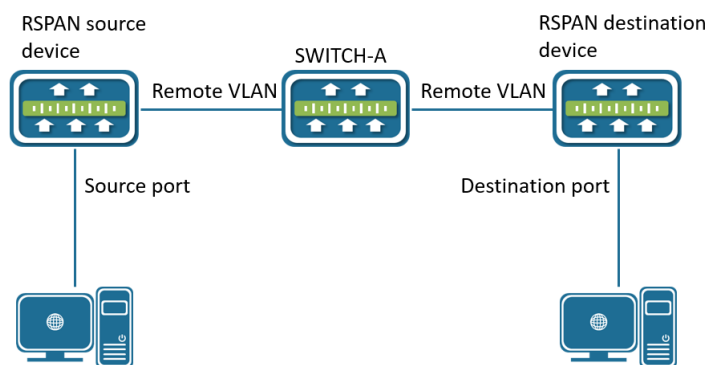 RSPAN source
device
SWITCH-A
RSPAN destination
device
Remote VLAN
Remote VLAN
Source port
Destination port